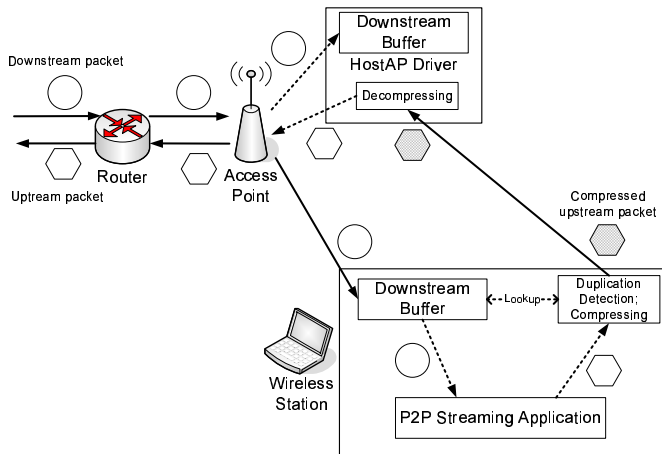 Downstream
Buffer
HostAP Driver
Decompressing
Downstream packet
Router
Access
Point
Uptream packet
Compressed
upstream packet
Downstream
Buffer
Lookup
Duplication
Detection;
Compressing
Wireless
Station
P2P Streaming Application